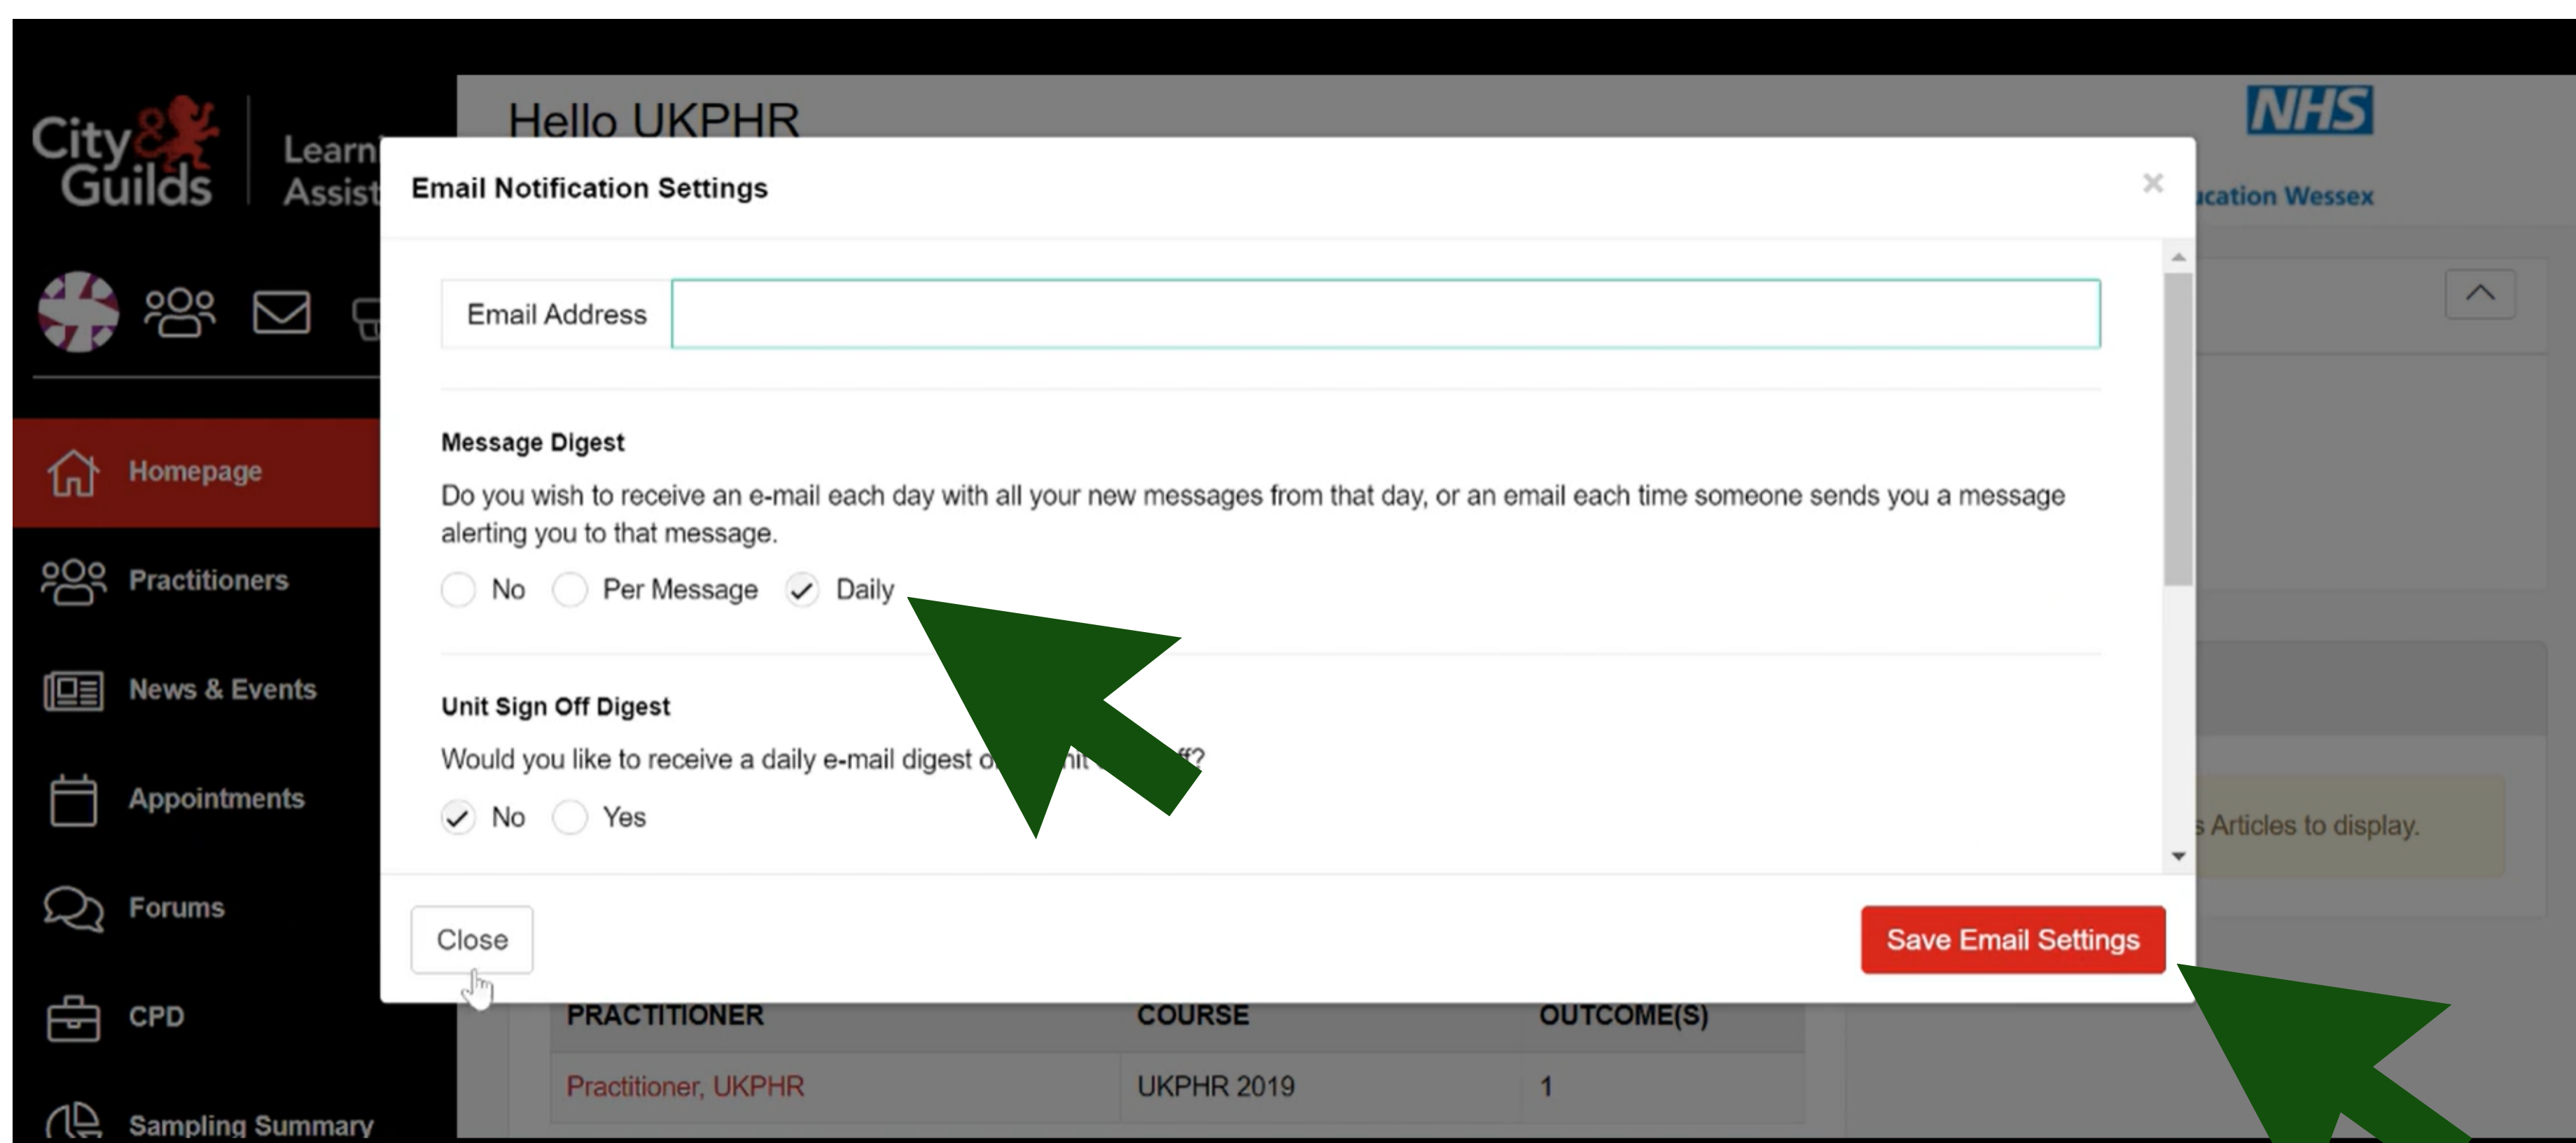 City &
Guilds
Learn
Assist
Hello UKPHR
NHS
ucation Wessex
Email Notification Settings
×
Email Address
Message Digest
Do you wish to receive an e-mail each day with all your new messages from that day, or an email each time someone sends you a message
alerting you to that message.
No Per Message Daily
Unit Sign Off Digest
Would you like to receive a daily e-mail digest
No Yes
Close
Save Email Settings
Homepage
Practitioners
News & Events
Appointments
Forums
CPD
Sampling Summary
s Articles to display.
PRACTITIONER COURSE OUTCOME(S)
Practitioner, UKPHR UKPHR 2019 1